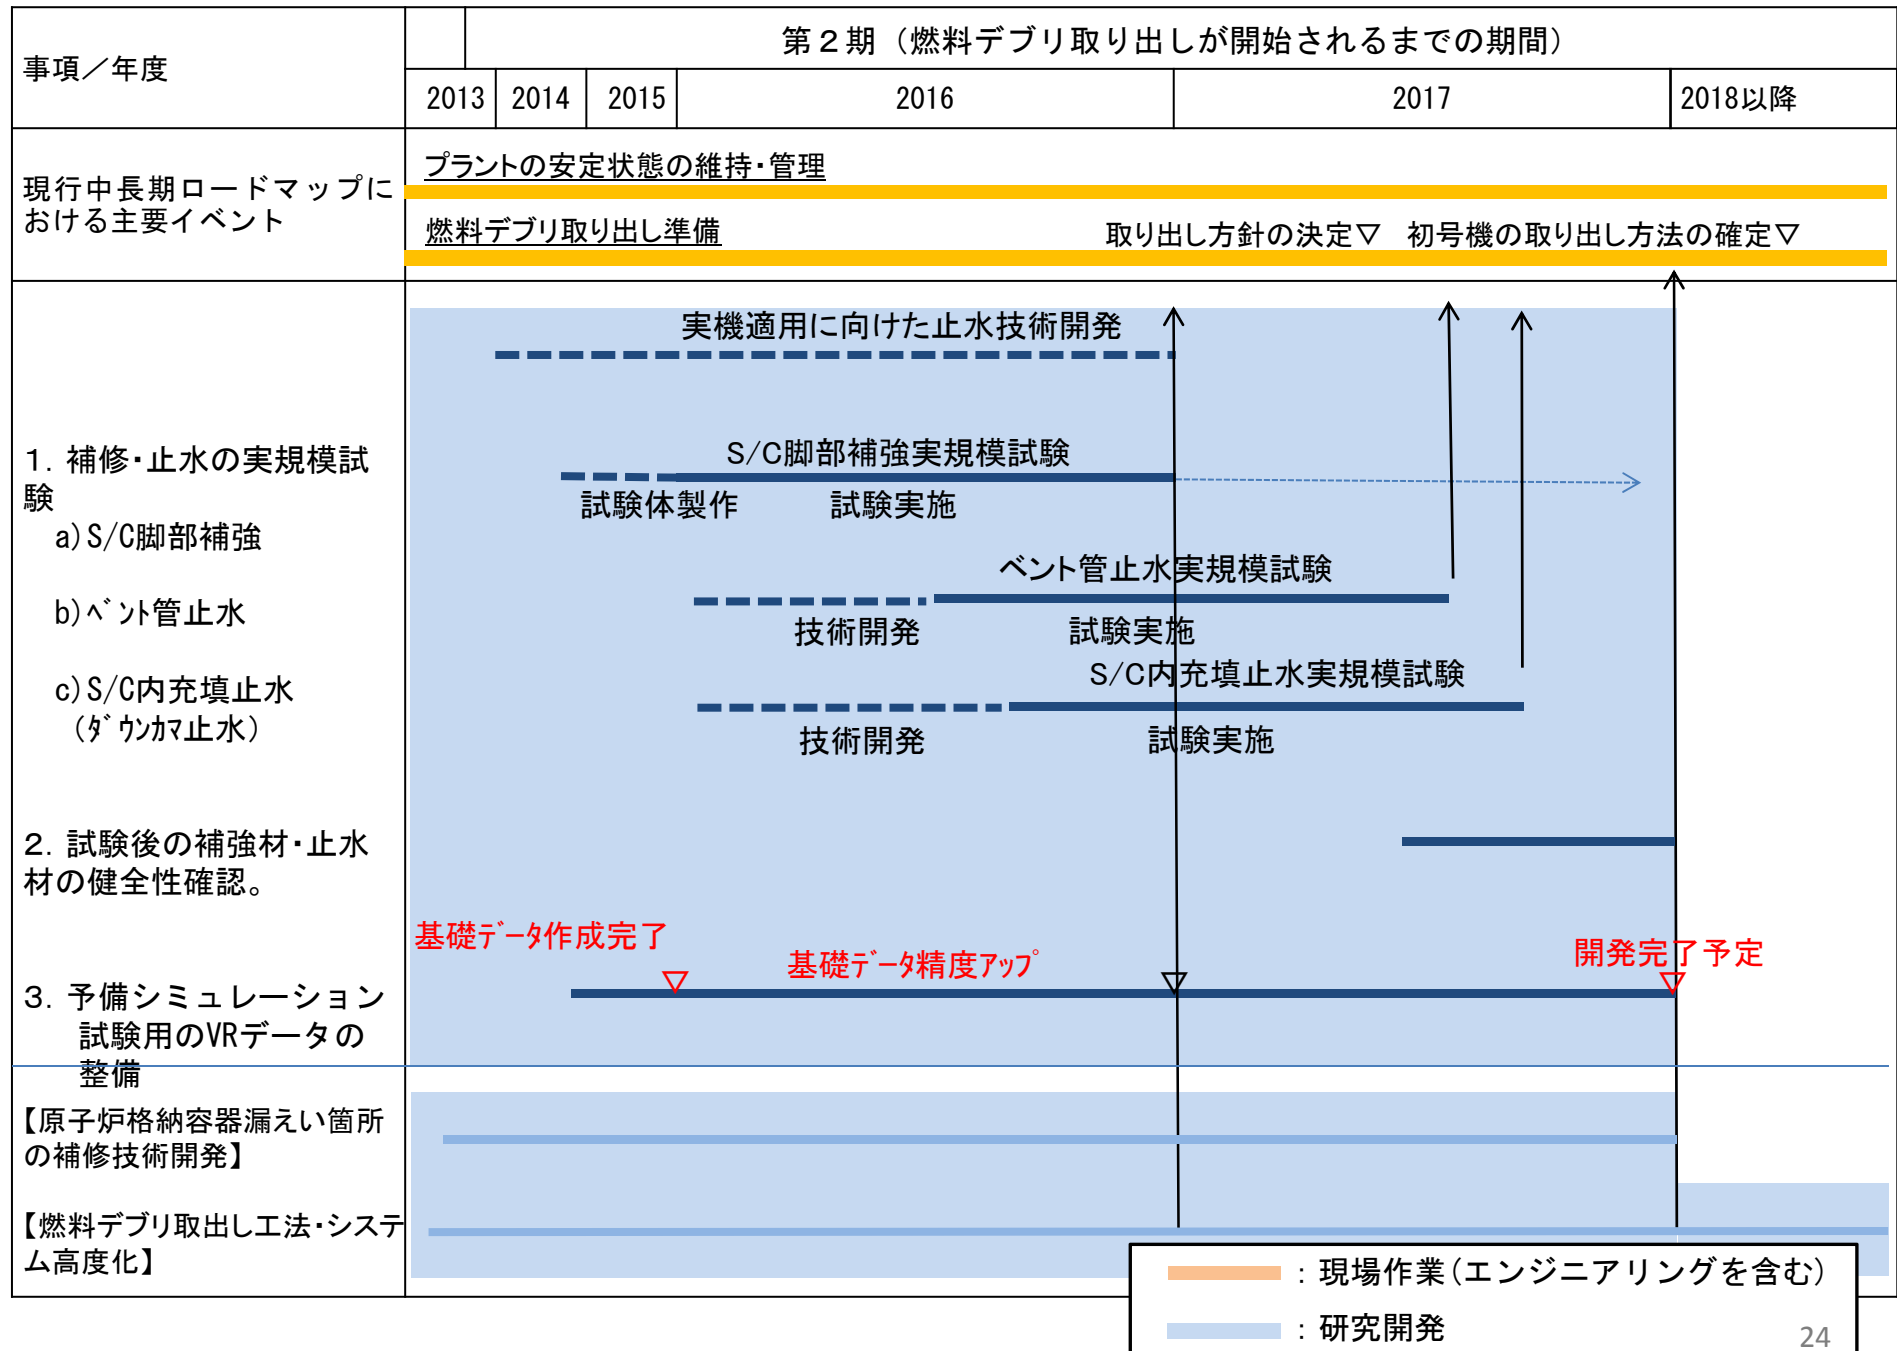 事項／年度
第２期（燃料デブリ取り出しが開始されるまでの期間）
2013 2014 2015 2016 2017 2018以降
現行中長期ロードマップに
おける主要イベント
プラントの安定状態の維持・管理
燃料デブリ取り出し準備
取り出し方針の決定▽ 初号機の取り出し方法の確定▽
実機適用に向けた止水技術開発
１．補修・止水の実規模試
験
a)S/C脚部補強
S/C脚部補強実規模試験
試験体製作 試験実施
b)ﾍﾞﾝﾄ管止水
ベント管止水実規模試験
技術開発 試験実施
c)S/C内充填止水
（ﾀﾞｳﾝｶﾏ止水）
S/C内充填止水実規模試験
技術開発 試験実施
２．試験後の補強材・止水
材の健全性確認。
基礎ﾃﾞｰﾀ作成完了
基礎ﾃﾞｰﾀ精度ｱｯﾌﾟ
開発完了予定
３．予備シミュレーション
試験用のVRデータの
整備
【原子炉格納容器漏えい箇所
の補修技術開発】
【燃料デブリ取出し工法・システ
ム高度化】
：現場作業（エンジニアリングを含む）
：研究開発
24